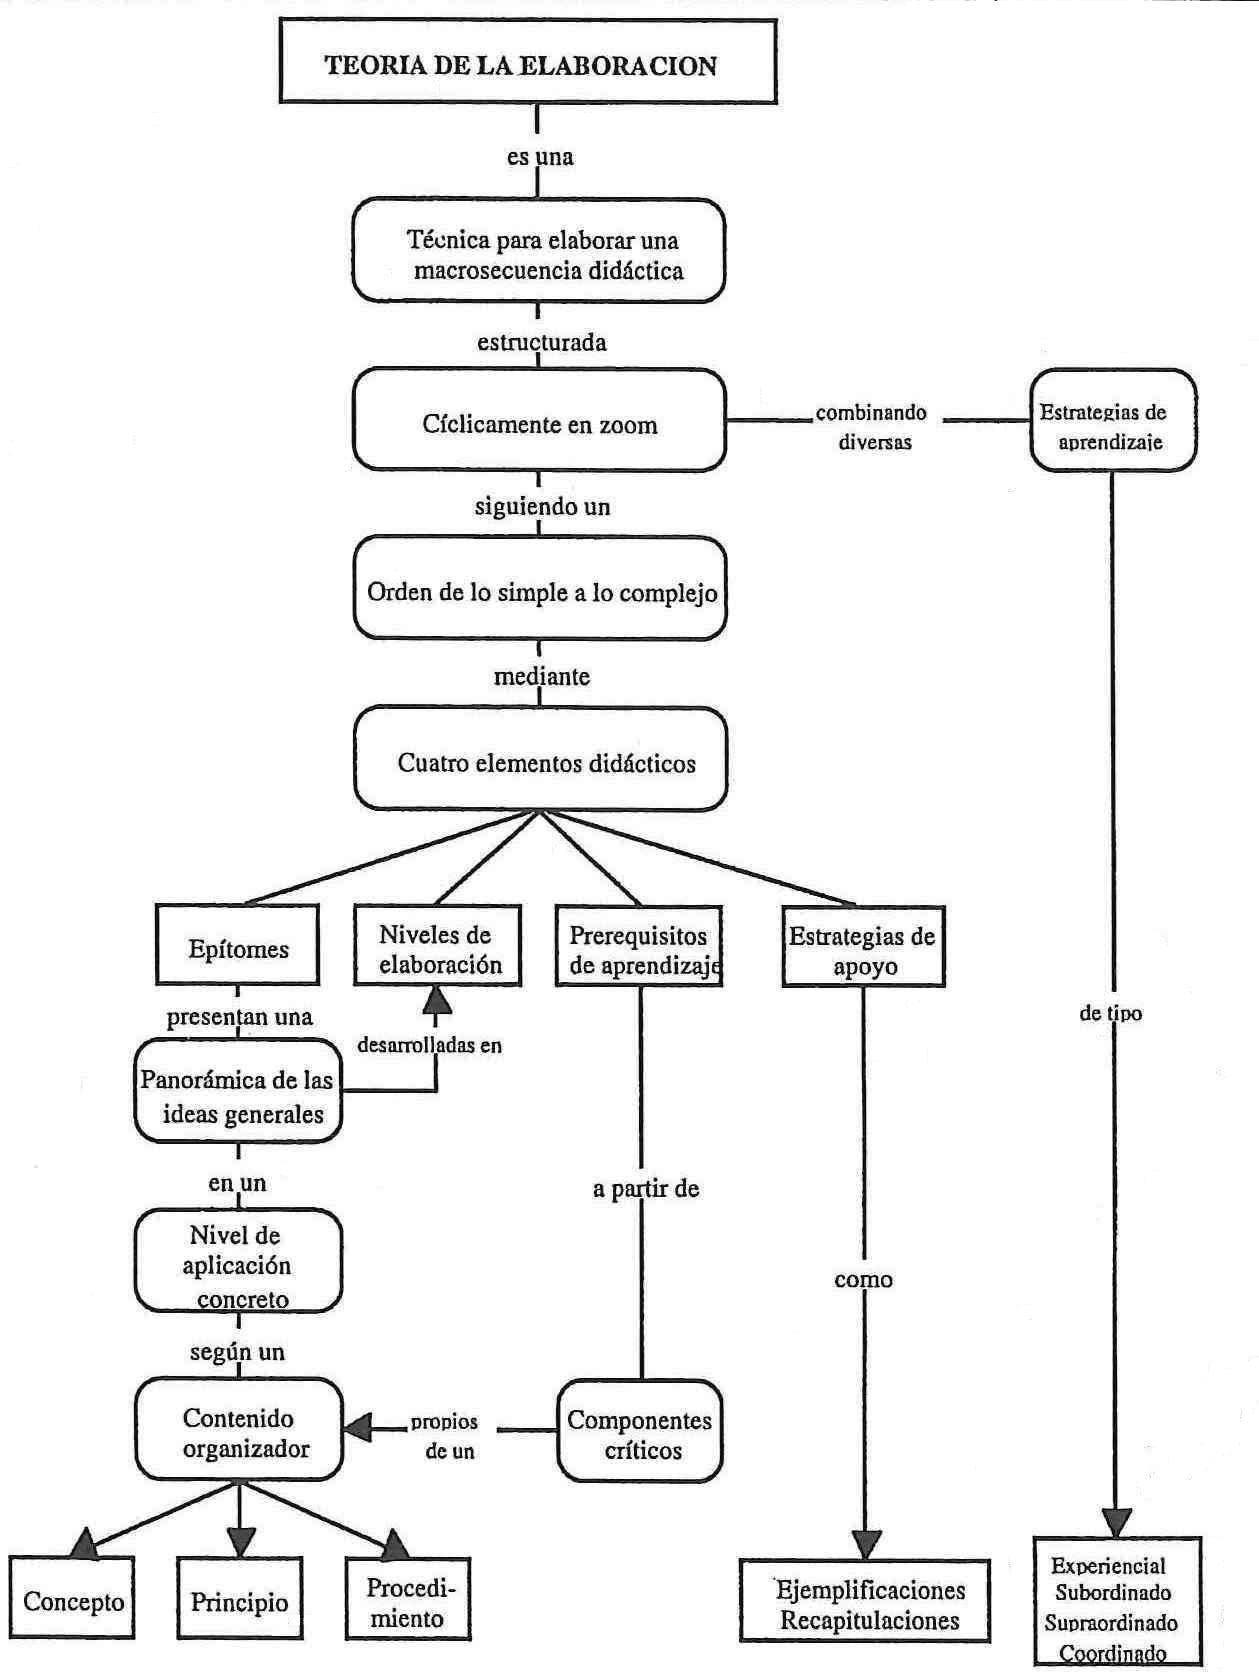 TEORIA DE LA ELABORACION
es una
Técnica para elaborar una
macrosecuencia didáctica
estructurada
Cíclicamente en zoom
combinando
diversas
Estrategias de
aprendizaje
siguiendo un
Orden de lo simple a lo complejo
mediante
Cuatro elementos didácticos
Epítomes
Niveles de
elaboración
Prerequisitos
de aprendizaje
Estrategias de
apoyo
presentan una
desarrolladas en
de tipo
Panorámica de las
ideas generales
en un
a partir de
Nivel de
aplicación
concreto
como
según un
Contenido
organizador
propios
de un
Componentes
críticos
Concepto
Principio
Procedi-
miento
Ejemplificaciones
Recapitulaciones
Experiencial
Subordinado
Supraordinado
Coordinado